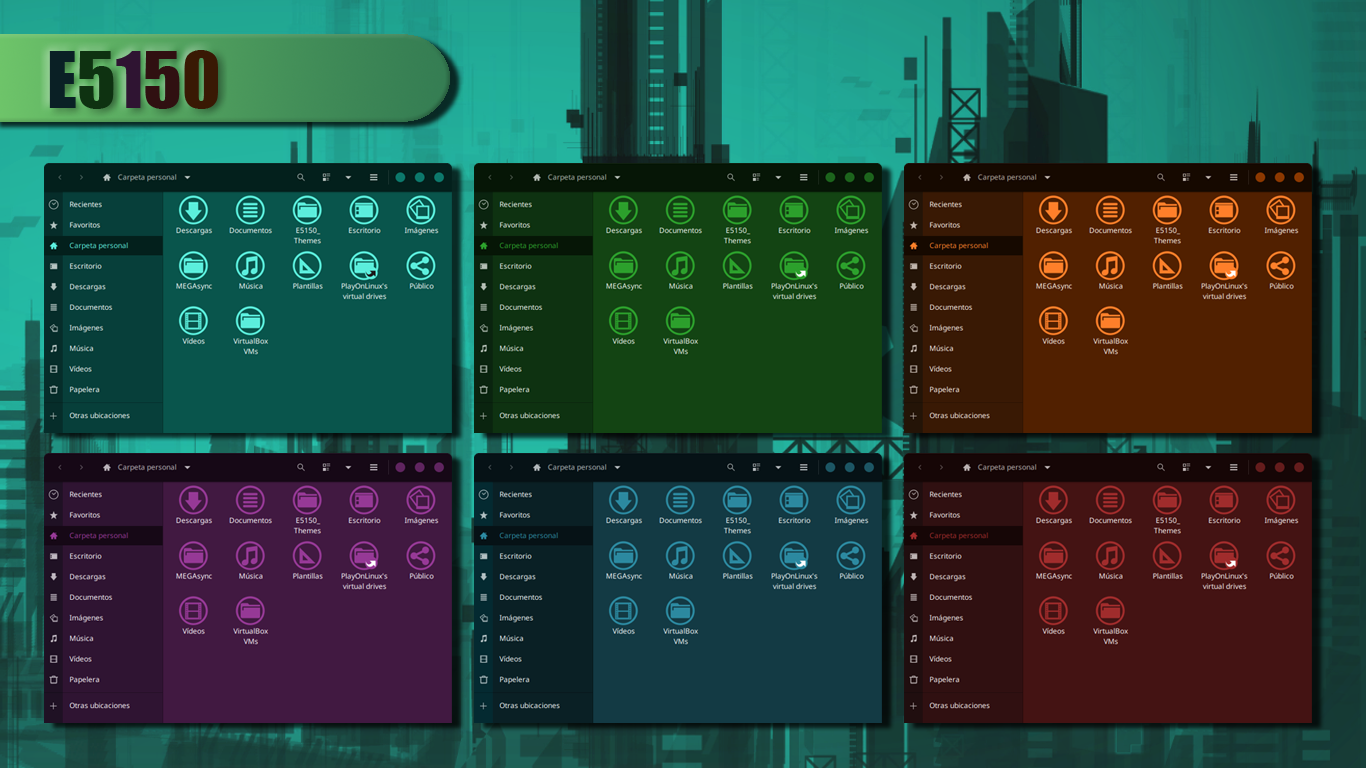 E5150
Carpeta personal
Recientes
Favoritos
Carpeta personal
Escritorio
Descargas
Documentos
Imágenes
Música
Vídeos
Papelera
Otras ubicaciones
Descargas Documentos E5150_ Escritorio Imágenes
Themes
MEGAsync Música Plantillas PlayOnLinux's Público
virtual drives
Vídeos VirtualBox
VMs
Carpeta personal
Recientes
Favoritos
Carpeta personal
Escritorio
Descargas
Documentos
Imágenes
Música
Vídeos
Papelera
Otras ubicaciones
Descargas Documentos E5150_ Escritorio Imágenes
Themes
MEGAsync Música Plantillas PlayOnLinux's Público
virtual drives
Vídeos VirtualBox
VMs
Carpeta personal
Recientes
Favoritos
Carpeta personal
Escritorio
Descargas
Documentos
Imágenes
Música
Vídeos
Papelera
Otras ubicaciones
Descargas Documentos E5150_ Escritorio Imágenes
Themes
MEGAsync Música Plantillas PlayOnLinux's Público
virtual drives
Vídeos VirtualBox
VMs
Carpeta personal
Recientes
Favoritos
Carpeta personal
Escritorio
Descargas
Documentos
Imágenes
Música
Vídeos
Papelera
Otras ubicaciones
Descargas Documentos E5150_ Escritorio Imágenes
Themes
MEGAsync Música Plantillas PlayOnLinux's Público
virtual drives
Vídeos VirtualBox
VMs
Carpeta personal
Recientes
Favoritos
Carpeta personal
Escritorio
Descargas
Documentos
Imágenes
Música
Vídeos
Papelera
Otras ubicaciones
Descargas Documentos E5150_ Escritorio Imágenes
Themes
MEGAsync Música Plantillas PlayOnLinux's Público
virtual drives
Vídeos VirtualBox
VMs
Carpeta personal
Recientes
Favoritos
Carpeta personal
Escritorio
Descargas
Documentos
Imágenes
Música
Vídeos
Papelera
Otras ubicaciones
Descargas Documentos E5150_ Escritorio Imágenes
Themes
MEGAsync Música Plantillas PlayOnLinux's Público
virtual drives
Vídeos VirtualBox
VMs